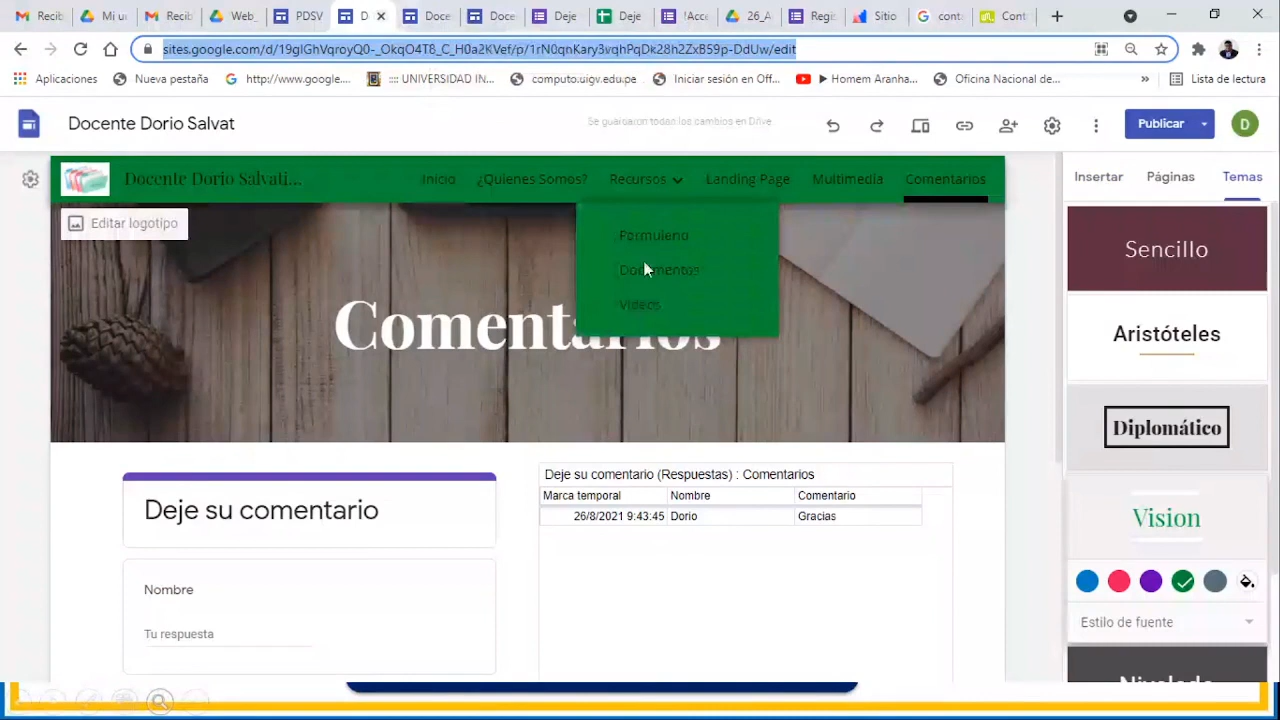 Recib
Mi u
Recib
Web_
PDSV
D
Doce
Doce
Deje
Deje
!Acce
26_A
Regis
Sitio
cont
Cont
sites.google.com/d/19gIGhVqroyQ0-_OkqO4T8_C_H0a2KVef/p/1rN0qnKary3vqhPqDk28h2ZxB59p-DdUw/edit
Aplicaciones
Nueva pestaña
http://www.google....
:::: UNIVERSIDAD IN...
computo.uigv.edu.pe
Iniciar sesión en Off...
▶ Homem Aranha...
Oficina Nacional de...
»
Lista de lectura
Docente Dorio Salvat
Se guardaron todos los cambios en Drive
Publicar
D
Docente Dorio Salvati...
Inicio
¿Quienes Somos?
Recursos
Landing Page
Multimedia
Comentarios
Insertar
Páginas
Temas
Editar logotipo
Formulario
Documentos
Videos
Comentarios
Sencillo
Aristóteles
Diplomático
Vision
Estilo de fuente
Nivelado
Deje su comentario
Nombre
Tu respuesta
Deje su comentario (Respuestas) : Comentarios
Marca temporal Nombre Comentario
26/8/2021 9:43:45 Dorio Gracias